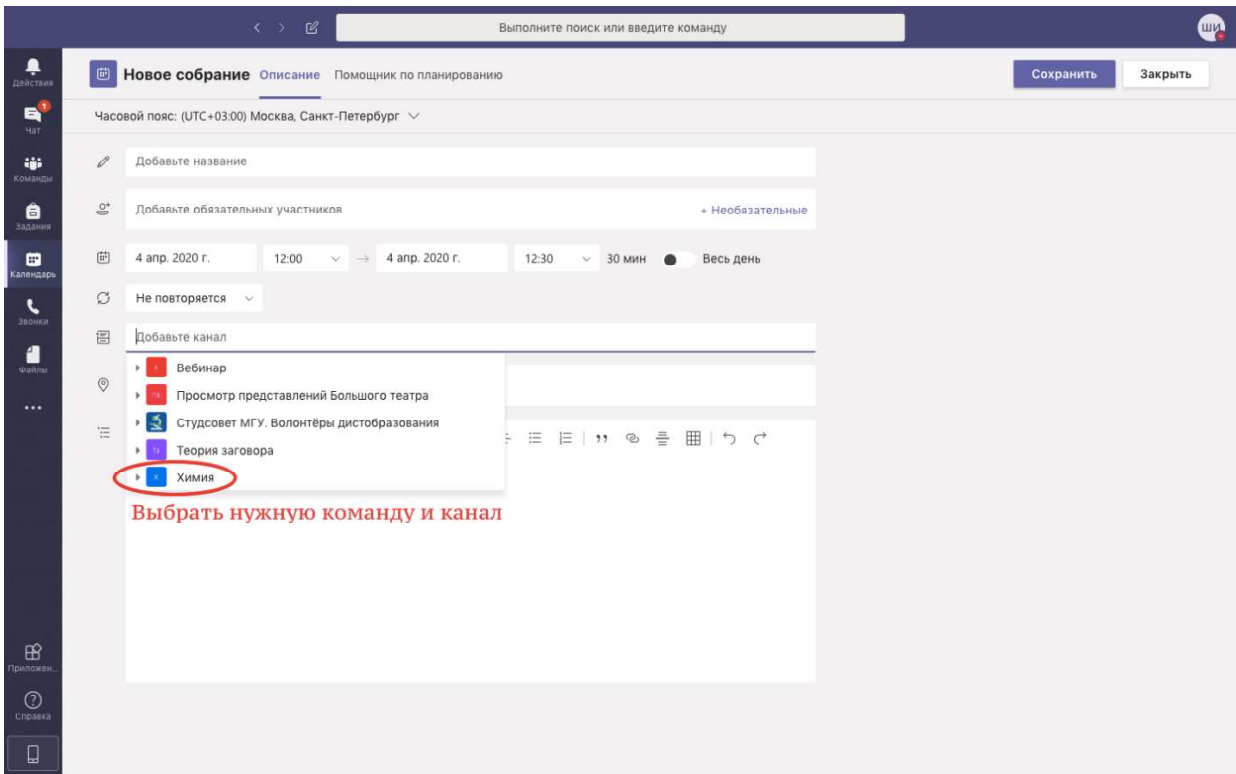 Выполните поиск или введите команду
ШИ
Действия
1
Чат
Команды
Задания
Календарь
Звонки
Файлы
...
Приложен...
Справка
Новое собрание Описание Помощник по планированию
Сохранить Закрыть
Часовой пояс: (UTC+03:00) Москва, Санкт-Петербург
Добавьте название
Добавьте обязательных участников + Необязательные
4 апр. 2020 г. 12:00 → 4 апр. 2020 г. 12:30 30 мин Весь день
Не повторяется
Добавьте канал
Вебинар
Просмотр представлений Большого театра
Студсовет МГУ. Волонтёры дистобразования
Теория заговора
Х Химия
Выбрать нужную команду и канал